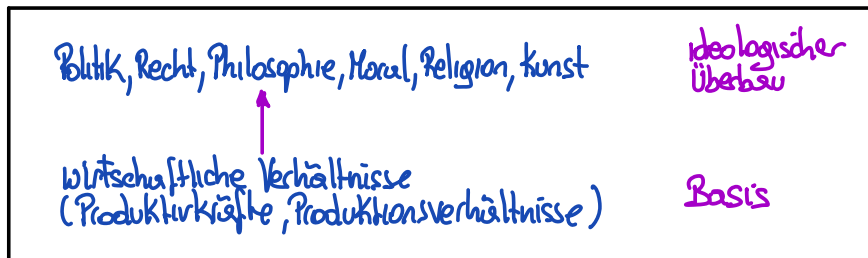 Politik, Recht, Philosophie, Moral, Religion, Kunst
ideologischer
Überbau
wirtschaftliche Verhältnisse
(Produktivkräfte, Produktionsverhältnisse)
Basis